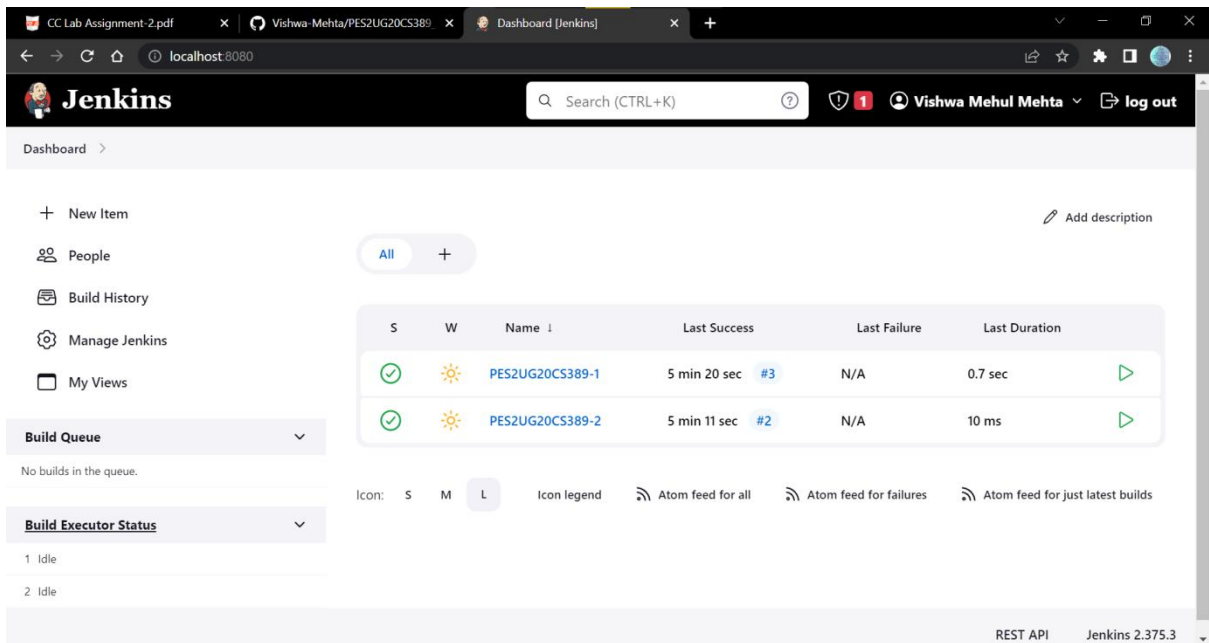 CC Lab Assignment-2.pdf Vishwa-Mehta/PES2UG20CS389_ Dashboard [Jenkins]
localhost:8080
Jenkins Search (CTRL+K) 1 Vishwa Mehul Mehta log out
Dashboard
New Item Add description
People All +
Build History
Manage Jenkins
My Views
S W Name ↓ Last Success Last Failure Last Duration
PES2UG20CS389-1 5 min 20 sec #3 N/A 0.7 sec
PES2UG20CS389-2 5 min 11 sec #2 N/A 10 ms
Build Queue
No builds in the queue.
Icon: S M L Icon legend Atom feed for all Atom feed for failures Atom feed for just latest builds
Build Executor Status
1 Idle
2 Idle
REST API Jenkins 2.375.3